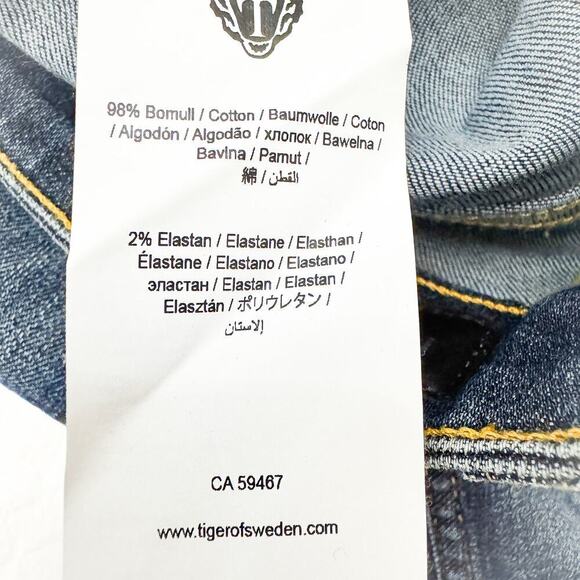 T
98% Bomull / Cotton / Baumwolle / Coton
/ Algodón / Algodão / хлопок / Bawełna /
Bavlna / Pamut /
綿 / القطن
2% Elastan / Elastane / Elasthan /
Élastane / Elastano / Elastano /
эластан / Elastan / Elastan /
Elasztán / ポリウレタン /
إلاستان
CA 59467
www.tigerofsweden.com